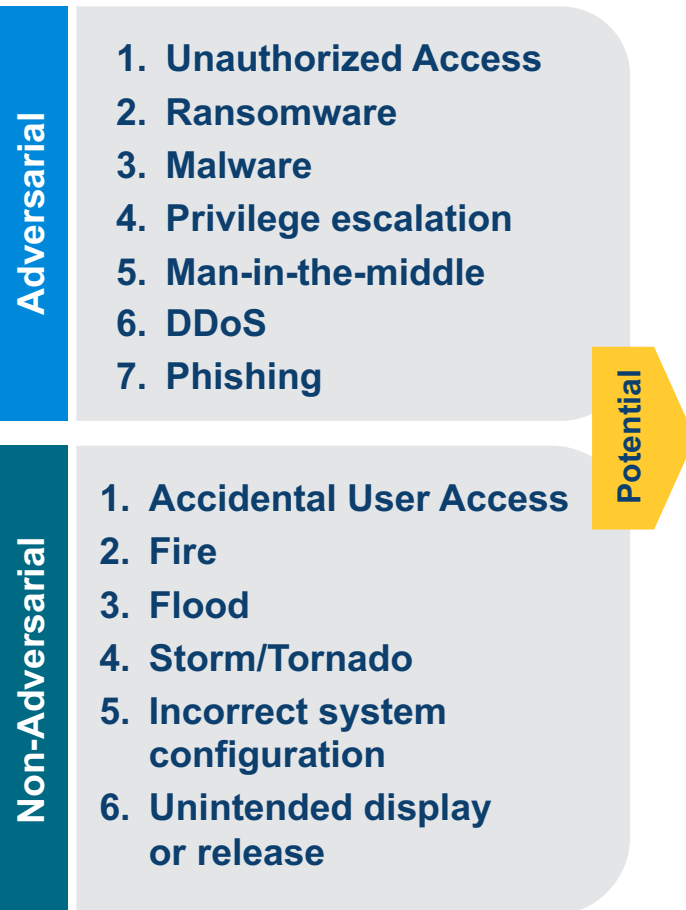 Adversarial
1. Unauthorized Access
2. Ransomware
3. Malware
4. Privilege escalation
5. Man-in-the-middle
6. DDoS
7. Phishing
Potential
Non-Adversarial
1. Accidental User Access
2. Fire
3. Flood
4. Storm/Tornado
5. Incorrect system
configuration
6. Unintended display
or release